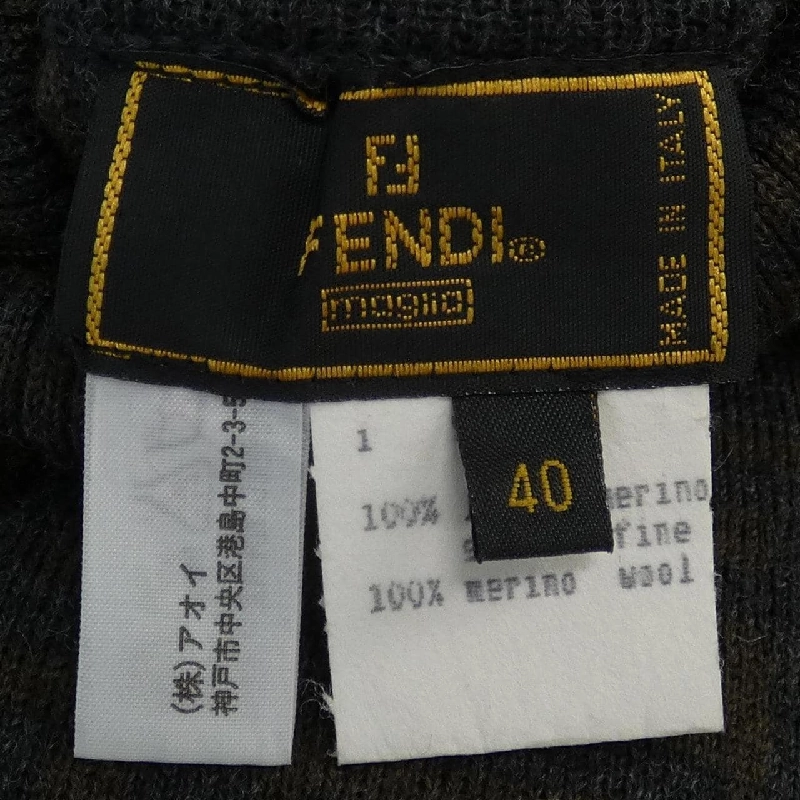 FF
FENDI®
maglia
MADE IN ITALY
(株)アオイ
神戸市中央区港島中町2-3-5
1
40
100% merino
fine
100% merino wool